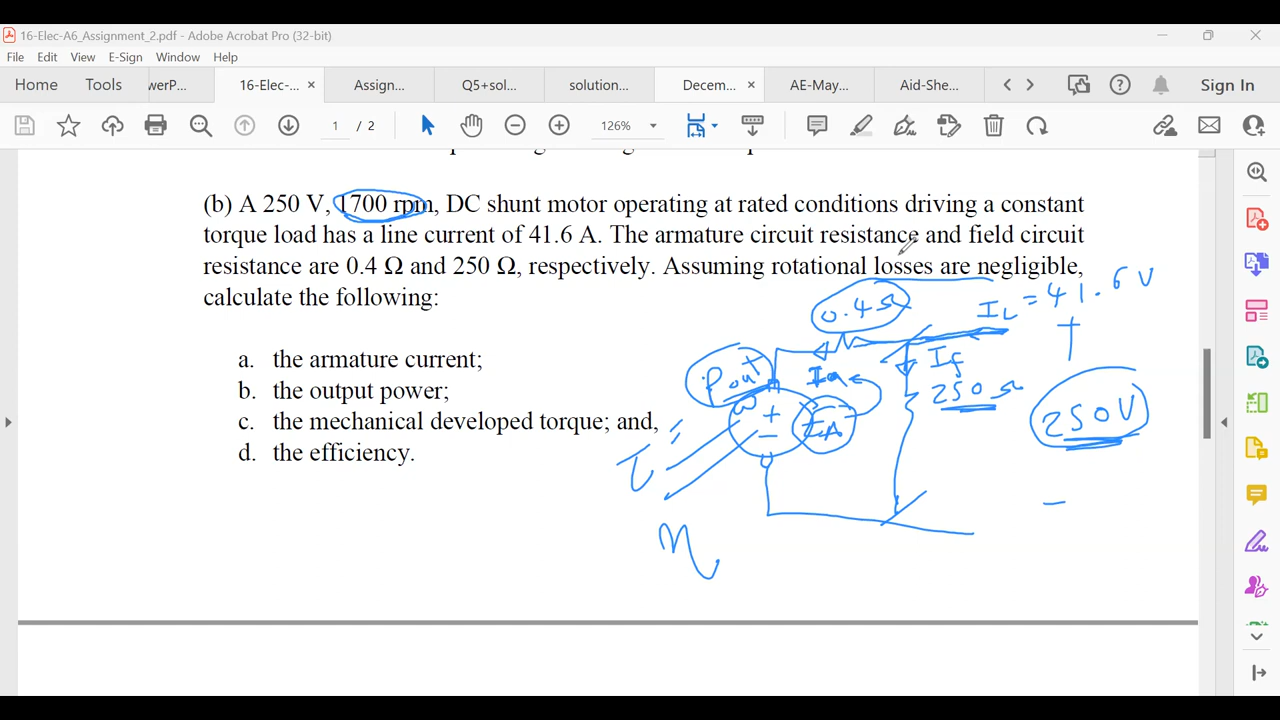 16-Elec-A6_Assignment_2.pdf - Adobe Acrobat Pro (32-bit)
File Edit View E-Sign Window Help
Home Tools werP... 16-Elec-... × Assign... Q5+sol... solution... Decem... × AE-May... Aid-She... Sign In
1 / 2 126%
(b) A 250 V, 1700 rpm, DC shunt motor operating at rated conditions driving a constant
torque load has a line current of 41.6 A. The armature circuit resistance and field circuit
resistance are 0.4 Ω and 250 Ω, respectively. Assuming rotational losses are negligible,
calculate the following:
0.4 Ω
IL = 41.6 V
+
a. the armature current;
Pout
Ia
If
b. the output power;
250 Ω
+
−
EA
250V
c. the mechanical developed torque; and,
d. the efficiency.
τ
−
η